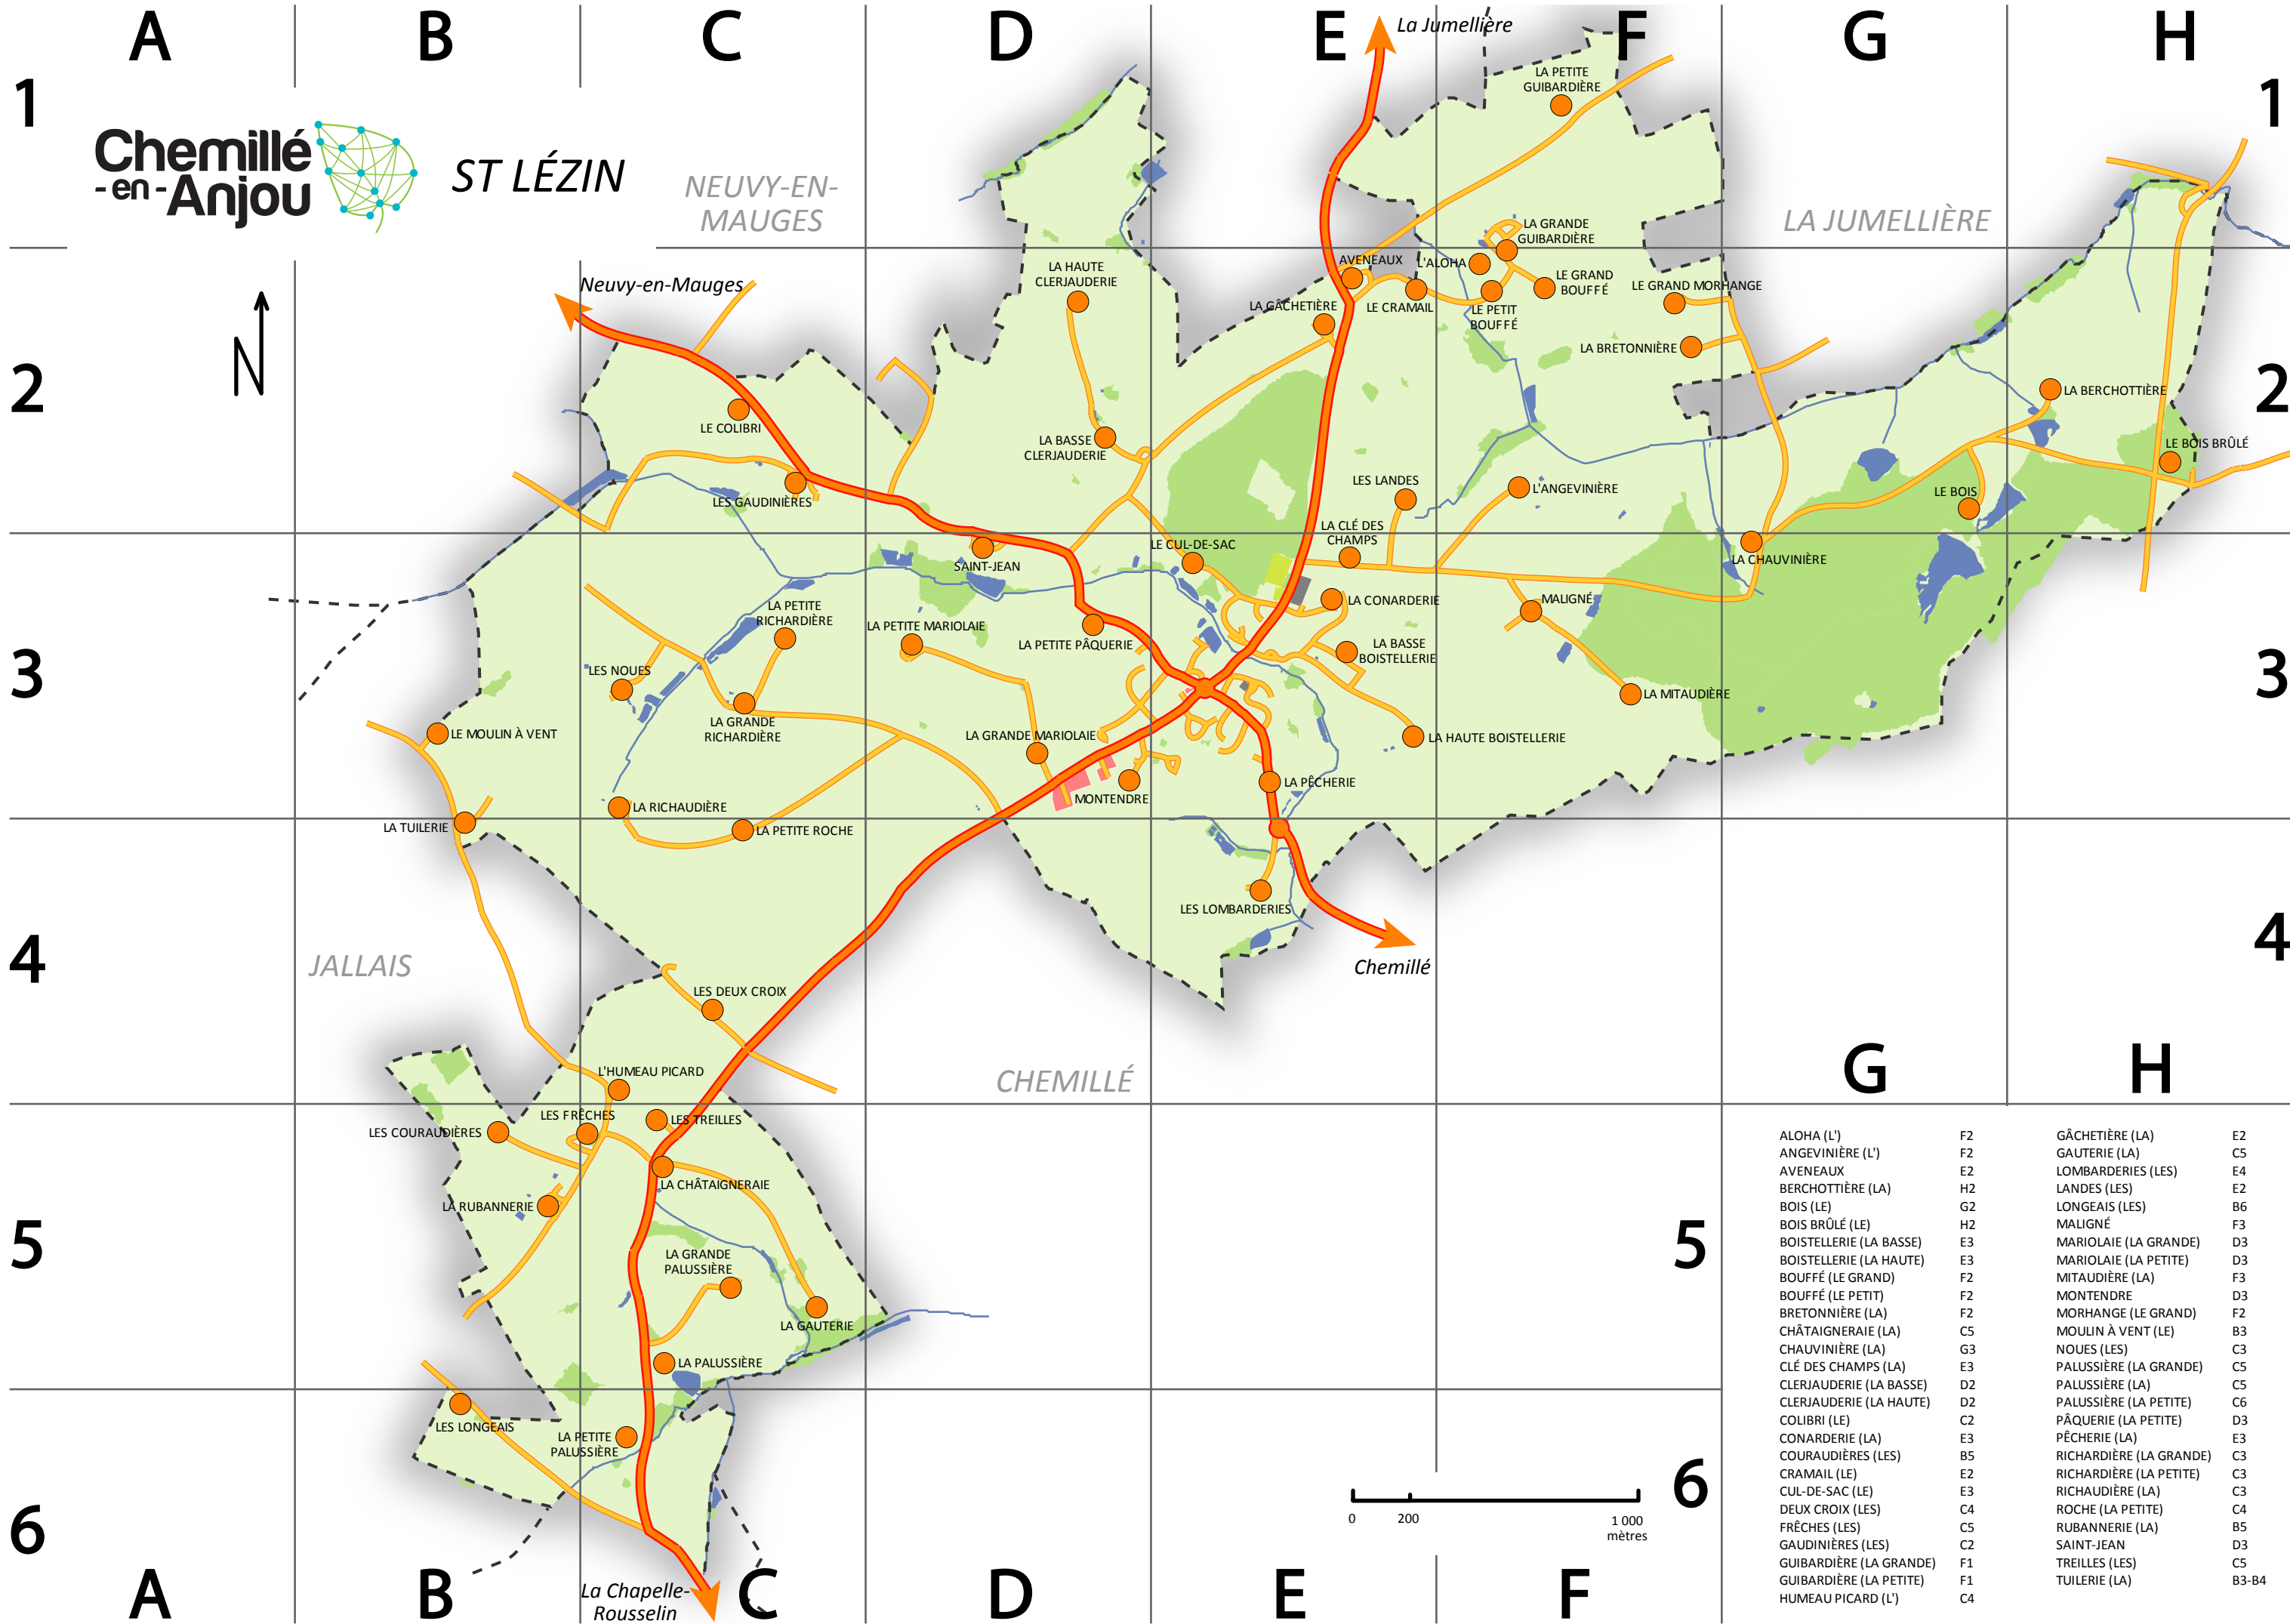 A
B
C
D
E
F
G
H
1
1
Chemillé
- en -
Anjou
ST LÉZIN
NEUVY-EN-
MAUGES
La Jumellière
LA PETITE
GUIBARDIÈRE
LA JUMELLIÈRE
LA GRANDE
GUIBARDIÈRE
Neuvy-en-Mauges
N
LA HAUTE
CLERJAUDERIE
AVENEAUX
L'ALOHA
LE GRAND
BOUFFÉ
LE GRAND MORHANGE
LA GÂCHETIÈRE
LE CRAMAIL
LE PETIT
BOUFFÉ
LA BRETONNIÈRE
2
2
LA BERCHOTTIÈRE
LE COLIBRI
LA BASSE
CLERJAUDERIE
LE BOIS BRÛLÉ
LES GAUDINIÈRES
LES LANDES
L'ANGEVINIÈRE
LE BOIS
LA CLÉ DES
CHAMPS
LE CUL-DE-SAC
SAINT-JEAN
LA CHAUVINIÈRE
LA CONARDERIE
MALIGNÉ
LA PETITE
RICHARDIÈRE
LA PETITE MARIOLAIE
LA PETITE PÂQUERIE
LA BASSE
BOISTELLERIE
3
3
LES NOUES
LA MITAUDIÈRE
LE MOULIN À VENT
LA GRANDE
RICHARDIÈRE
LA GRANDE MARIOLAIE
LA HAUTE BOISTELLERIE
LA PÊCHERIE
MONTENDRE
LA RICHAUDIÈRE
LA TUILERIE
LA PETITE ROCHE
LES LOMBARDERIES
4
4
JALLAIS
Chemillé
LES DEUX CROIX
CHEMILLÉ
L'HUMEAU PICARD
LES FRÊCHES
LES TREILLES
LES COURAUDIÈRES
LA CHÂTAIGNERAIE
LA RUBANNERIE
5
5
LA GRANDE
PALUSSIÈRE
LA GAUTERIE
LA PALUSSIÈRE
LES LONGEAIS
LA PETITE
PALUSSIÈRE
6
6
0 200 1 000
mètres
La Chapelle-
Rousselin
A
B
C
D
E
F
G
H
ALOHA (L') F2
ANGEVINIÈRE (L') F2
AVENEAUX E2
BERCHOTTIÈRE (LA) H2
BOIS (LE) G2
BOIS BRÛLÉ (LE) H2
BOISTELLERIE (LA BASSE) E3
BOISTELLERIE (LA HAUTE) E3
BOUFFÉ (LE GRAND) F2
BOUFFÉ (LE PETIT) F2
BRETONNIÈRE (LA) F2
CHÂTAIGNERAIE (LA) C5
CHAUVINIÈRE (LA) G3
CLÉ DES CHAMPS (LA) E3
CLERJAUDERIE (LA BASSE) D2
CLERJAUDERIE (LA HAUTE) D2
COLIBRI (LE) C2
CONARDERIE (LA) E3
COURAUDIÈRES (LES) B5
CRAMAIL (LE) E2
CUL-DE-SAC (LE) E3
DEUX CROIX (LES) C4
FRÊCHES (LES) C5
GAUDINIÈRES (LES) C2
GUIBARDIÈRE (LA GRANDE) F1
GUIBARDIÈRE (LA PETITE) F1
HUMEAU PICARD (L') C4
GÂCHETIÈRE (LA) E2
GAUTERIE (LA) C5
LOMBARDERIES (LES) E4
LANDES (LES) E2
LONGEAIS (LES) B6
MALIGNÉ F3
MARIOLAIE (LA GRANDE) D3
MARIOLAIE (LA PETITE) D3
MITAUDIÈRE (LA) F3
MONTENDRE D3
MORHANGE (LE GRAND) F2
MOULIN À VENT (LE) B3
NOUES (LES) C3
PALUSSIÈRE (LA GRANDE) C5
PALUSSIÈRE (LA) C5
PALUSSIÈRE (LA PETITE) C6
PÂQUERIE (LA PETITE) D3
PÊCHERIE (LA) E3
RICHARDIÈRE (LA GRANDE) C3
RICHARDIÈRE (LA PETITE) C3
RICHAUDIÈRE (LA) C3
ROCHE (LA PETITE) C4
RUBANNERIE (LA) B5
SAINT-JEAN D3
TREILLES (LES) C5
TUILERIE (LA) B3-B4